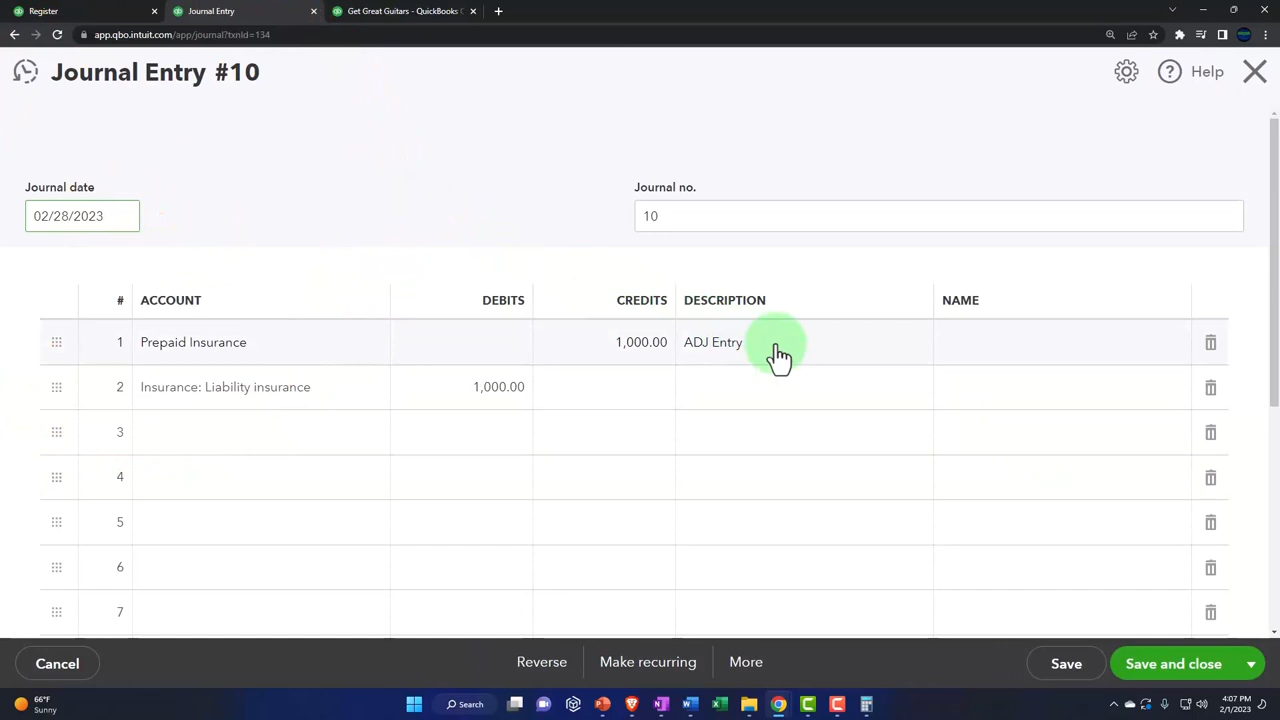 Register
Journal Entry
Get Great Guitars - QuickBooks O
app.qbo.intuit.com/app/journal?txnId=134
Journal Entry #10
Help
Journal date
Journal no.
02/28/2023
10
# ACCOUNT DEBITS CREDITS DESCRIPTION NAME
1 Prepaid Insurance 1,000.00 ADJ Entry
2 Insurance: Liability insurance 1,000.00
3
4
5
6
7
Cancel Reverse Make recurring More Save Save and close
66°F
Sunny
Search
4:07 PM
2/1/2023